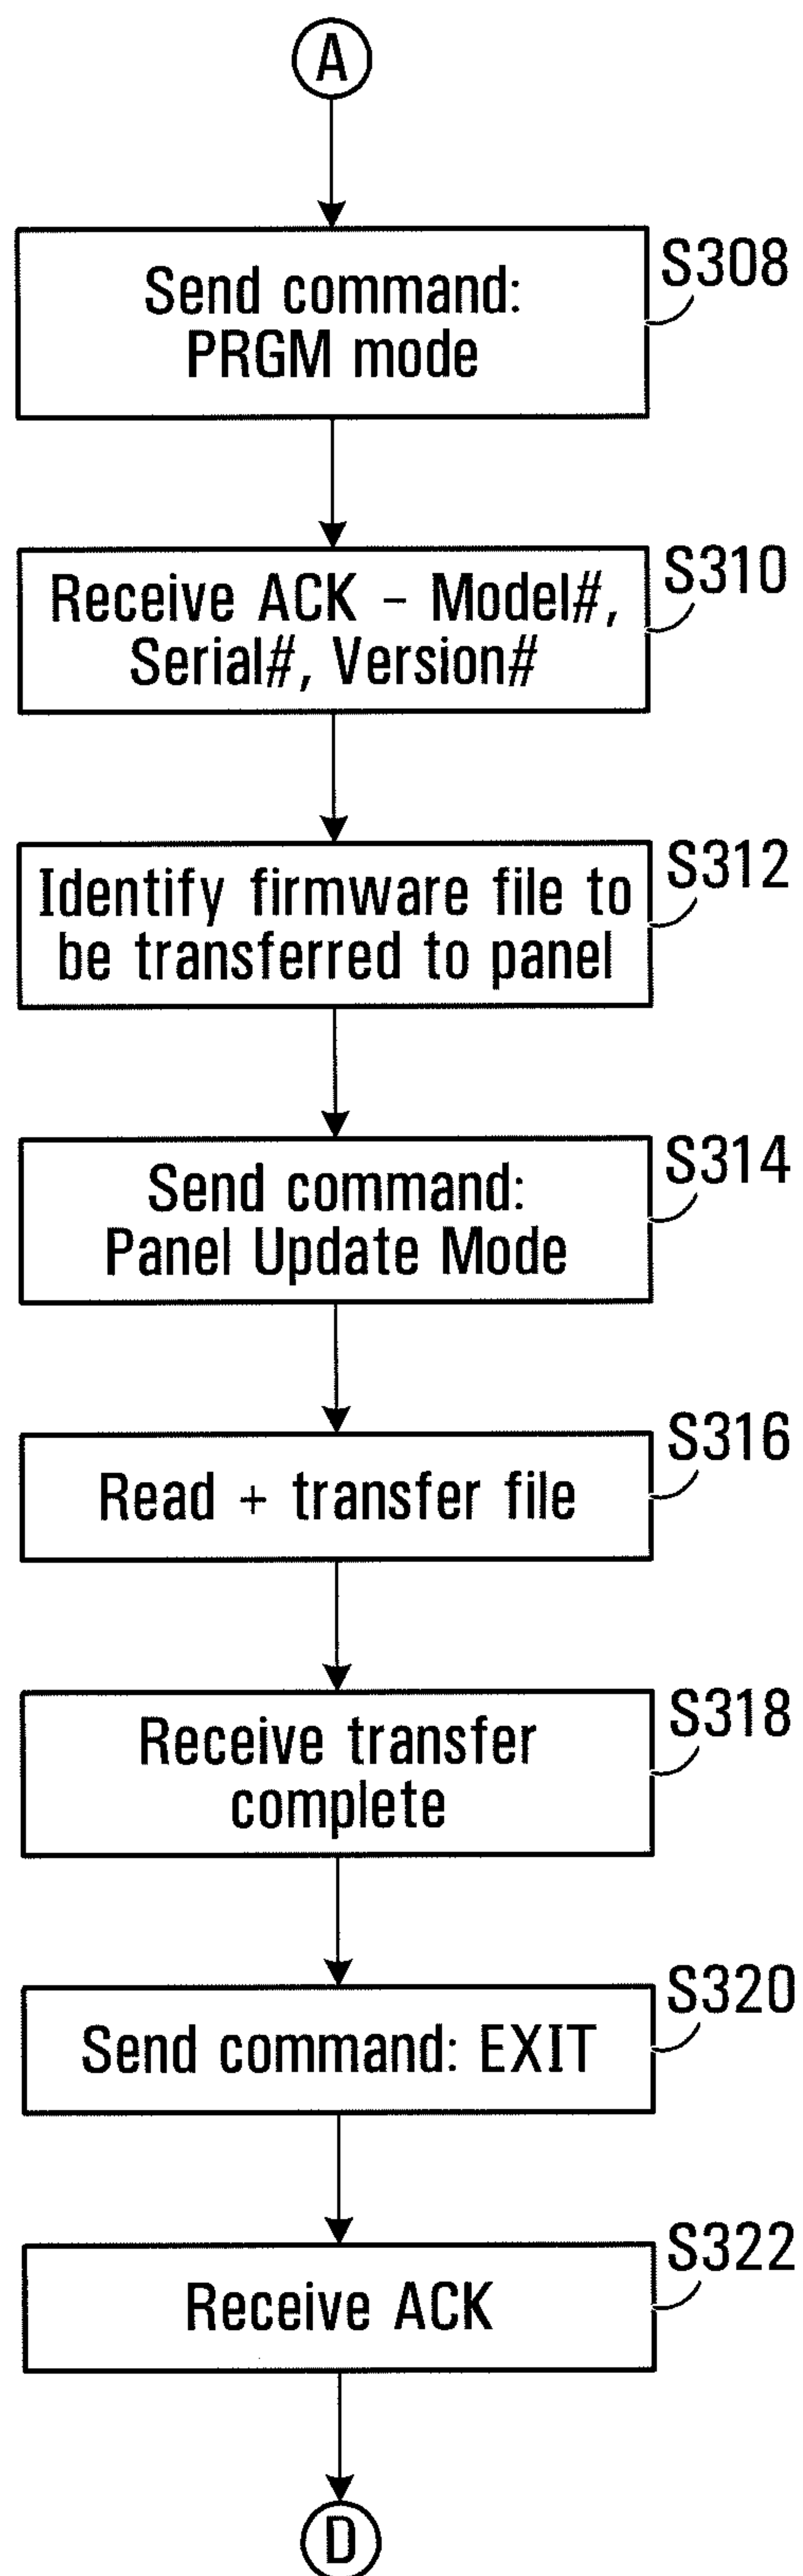 A
S308
Send command:
PRGM mode
S310
Receive ACK – Model#,
Serial#, Version#
S312
Identify firmware file to
be transferred to panel
S314
Send command:
Panel Update Mode
S316
Read + transfer file
S318
Receive transfer
complete
S320
Send command: EXIT
S322
Receive ACK
D